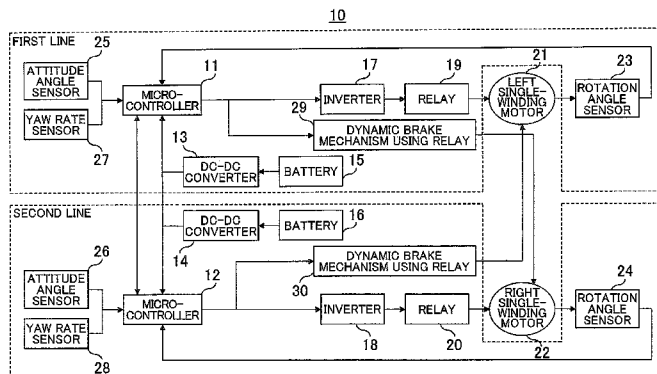 10
FIRST LINE
25
ATTITUDE
ANGLE
SENSOR
YAW RATE
SENSOR
27
11
MICRO-
CONTROLLER
17
INVERTER
19
RELAY
21
LEFT
SINGLE-
WINDING
MOTOR
23
ROTATION
ANGLE
SENSOR
29
DYNAMIC BRAKE
MECHANISM USING RELAY
13
DC-DC
CONVERTER
15
BATTERY
SECOND LINE
DC-DC
CONVERTER
14
BATTERY
16
26
ATTITUDE
ANGLE
SENSOR
YAW RATE
SENSOR
28
12
MICRO-
CONTROLLER
DYNAMIC BRAKE
MECHANISM USING RELAY
30
INVERTER
18
RELAY
20
RIGHT
SINGLE-
WINDING
MOTOR
22
24
ROTATION
ANGLE
SENSOR